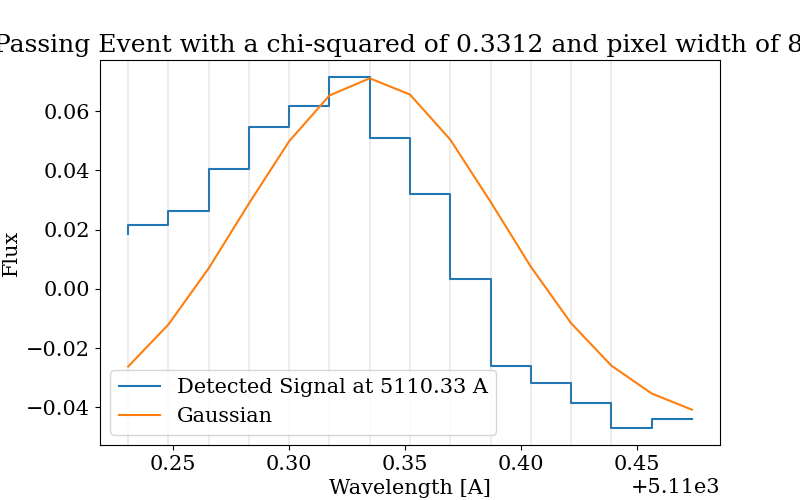 Passing Event with a chi-squared of 0.3312 and pixel width of 8
Flux
0.06
0.04
0.02
0.00
−0.02
−0.04
Detected Signal at 5110.33 A
Gaussian
0.25 0.30 0.35 0.40 0.45
+5.11e3
Wavelength [A]